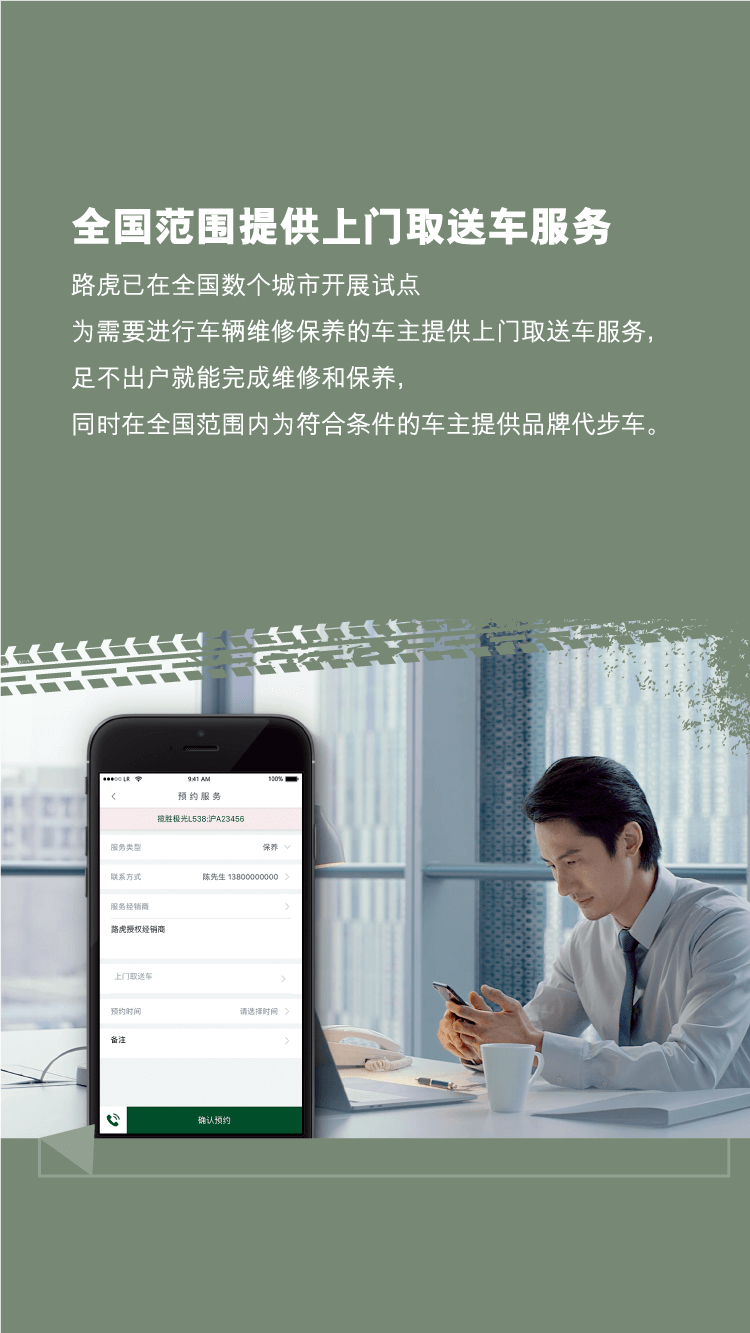 全国范围提供上门取送车服务
路虎已在全国数个城市开展试点
为需要进行车辆维修保养的车主提供上门取送车服务,
足不出户就能完成维修和保养,
同时在全国范围内为符合条件的车主提供品牌代步车。
LR 9:41 AM 100%
预约服务
揽胜极光L538:沪A23456
服务类型 保养
联系方式 陈先生 13800000000
服务经销商
路虎授权经销商
上门取送车
预约时间 请选择时间
备注
确认预约